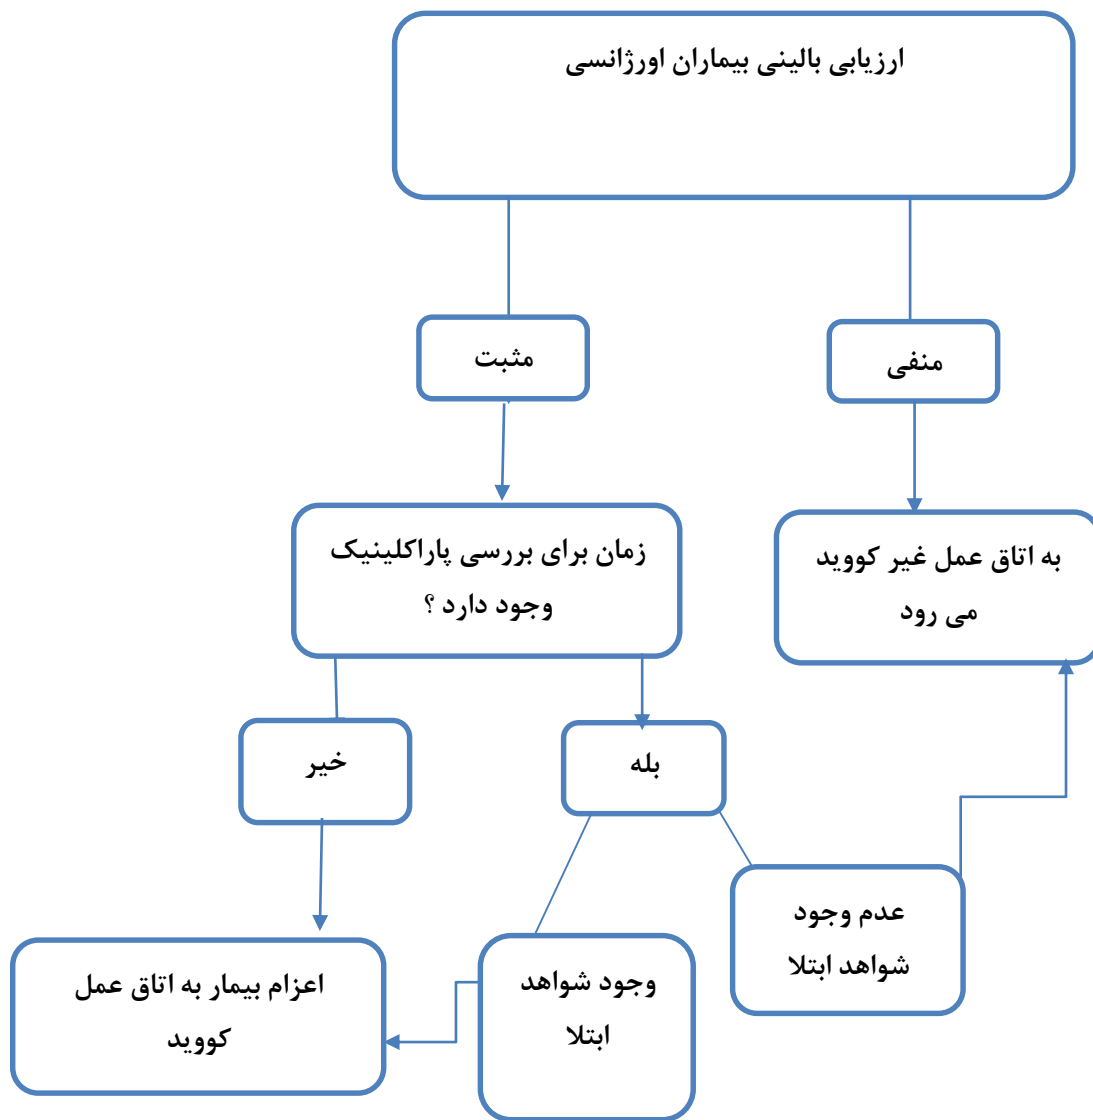 ارزیابی بالینی بیماران اورژانسی
مثبت
منفی
زمان برای بررسی پاراکلینیک
وجود دارد ؟
به اتاق عمل غیر کووید
می رود
خیر
بله
عدم وجود
شواهد ابتلا
وجود شواهد
ابتلا
اعزام بیمار به اتاق عمل
کووید